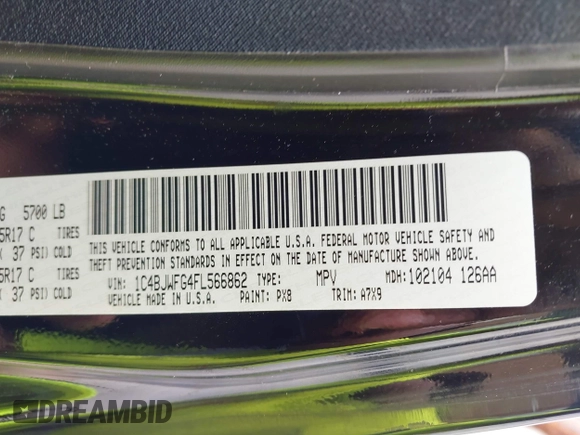 G 5700 LB
5R17 C TIRES
37 PSI) COLD
5R17 C TIRES
37 PSI) COLD
THIS VEHICLE CONFORMS TO ALL APPLICABLE U.S.A. FEDERAL MOTOR VEHICLE SAFETY AND
THEFT PREVENTION STANDARDS IN EFFECT ON THE DATE OF MANUFACTURE SHOWN ABOVE.
VIN: 1C4BJWFG4FL566862 TYPE: MPV MDH: 102104 126AA
VEHICLE MADE IN U.S.A. PAINT: PX8 TRIM: A7X9
DREAMBID